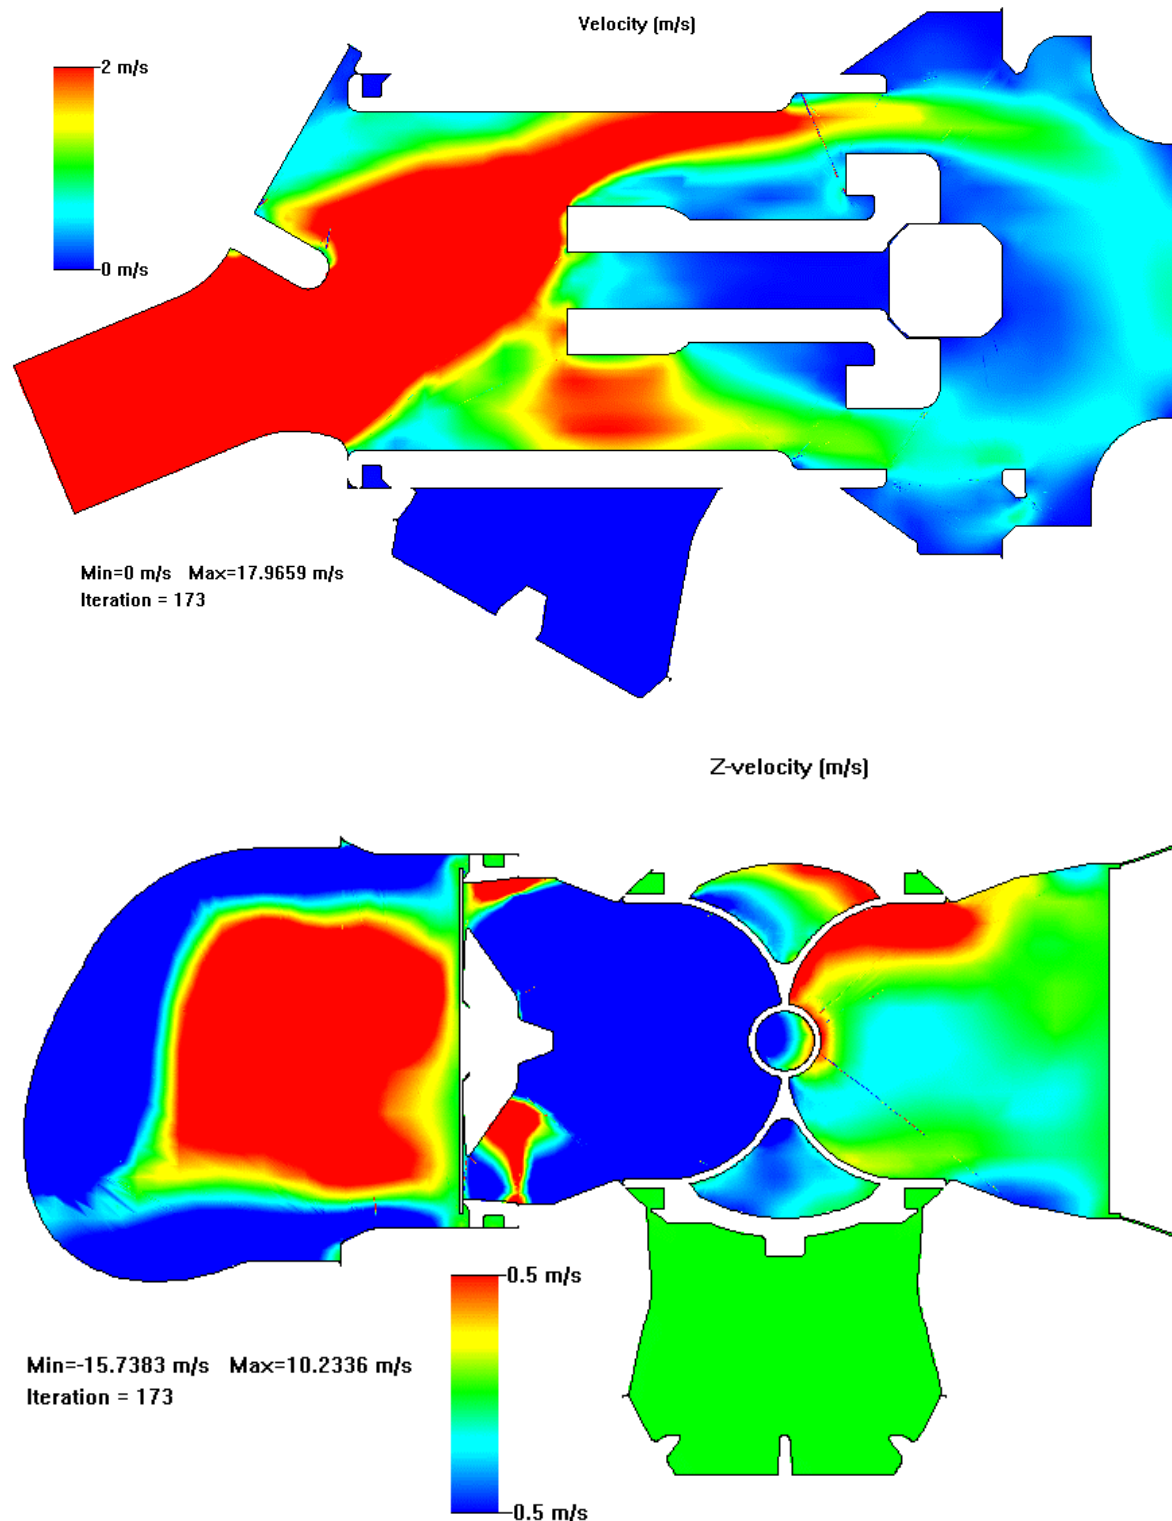 Velocity (m/s)
2 m/s
0 m/s
Min=0 m/s Max=17.9659 m/s
Iteration = 173
Z-velocity (m/s)
0.5 m/s
Min=-15.7383 m/s Max=10.2336 m/s
Iteration = 173
-0.5 m/s